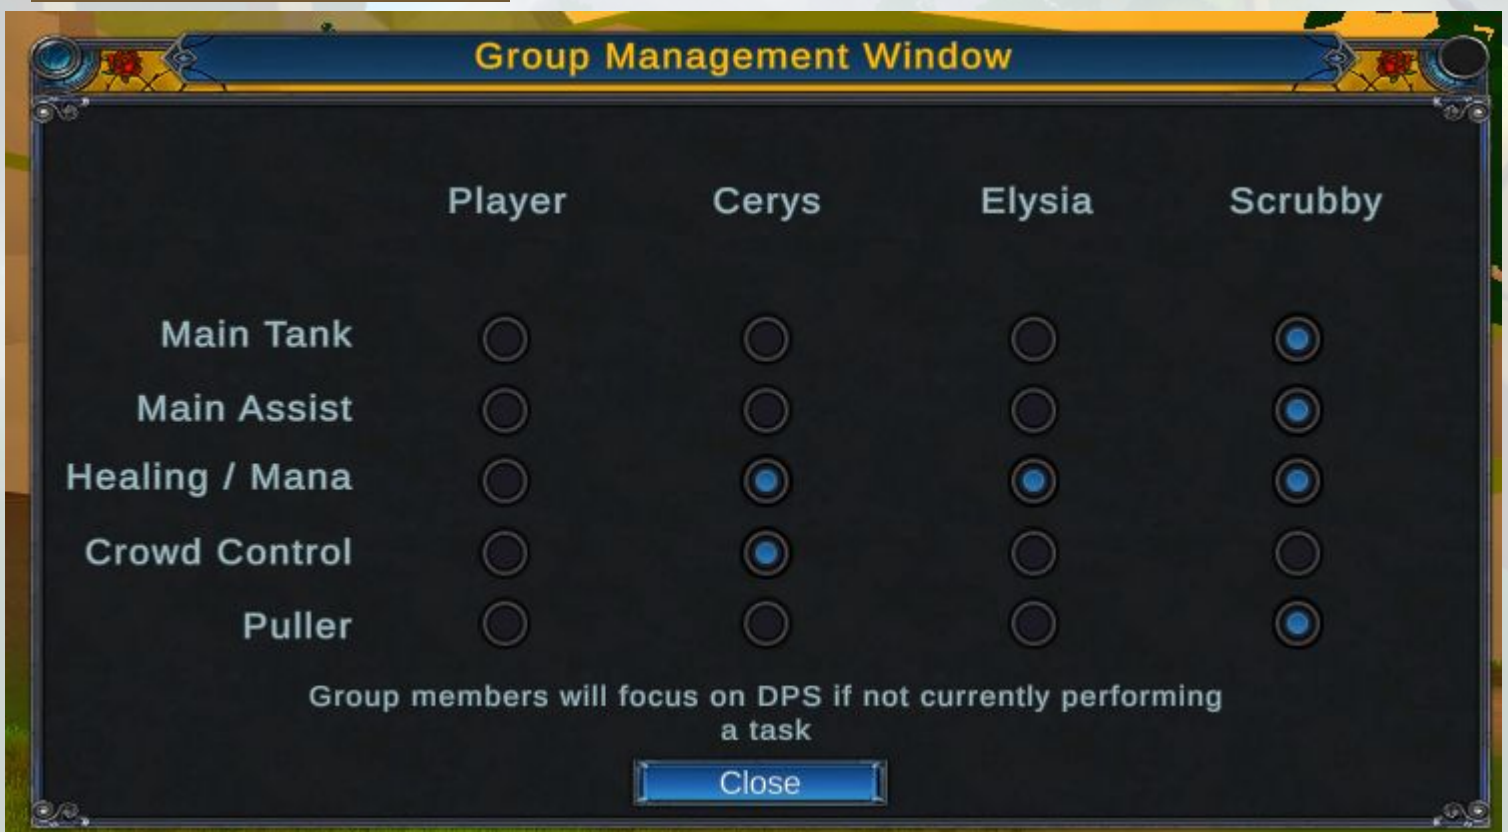 Group Management Window
Player Cerys Elysia Scrubby
Main Tank
Main Assist
Healing / Mana
Crowd Control
Puller
Group members will focus on DPS if not currently performing
a task
Close